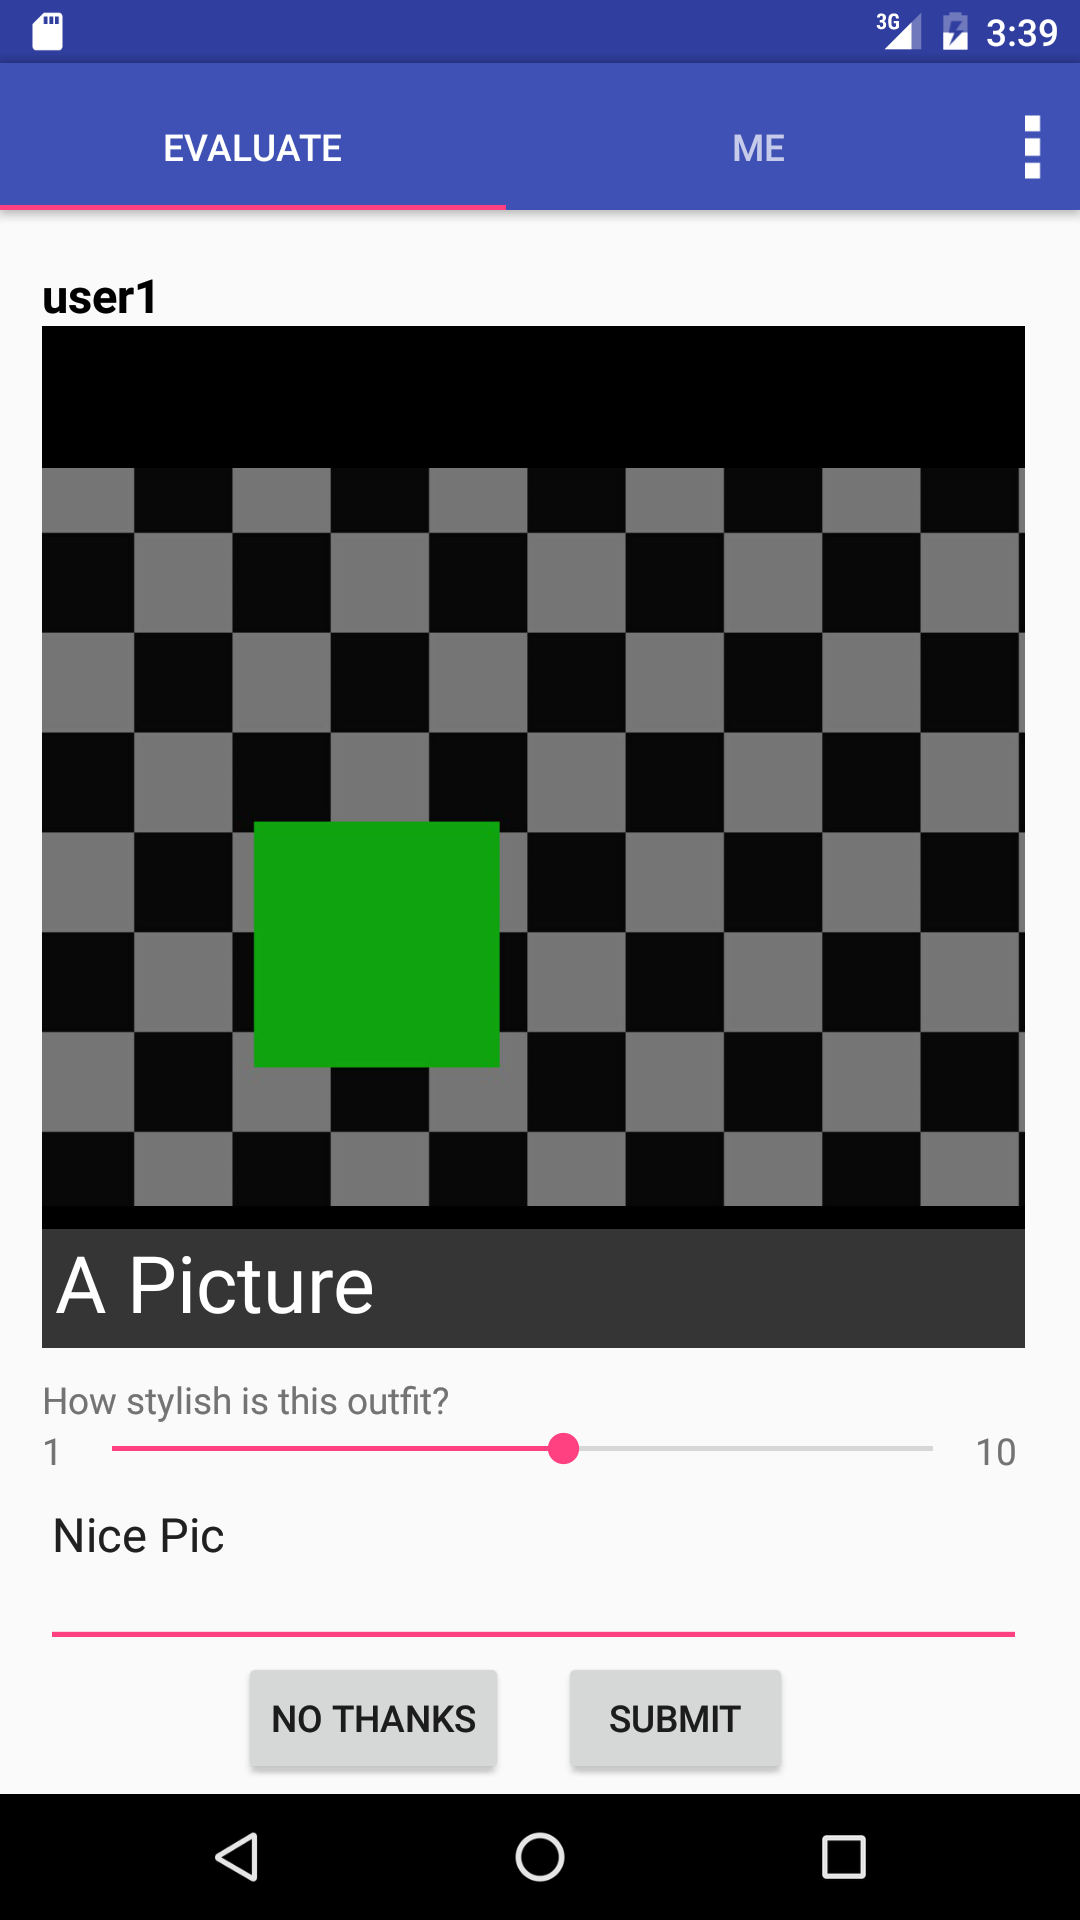 3G 3:39
EVALUATE ME
user1
A Picture
How stylish is this outfit?
1 10
Nice Pic
NO THANKS SUBMIT